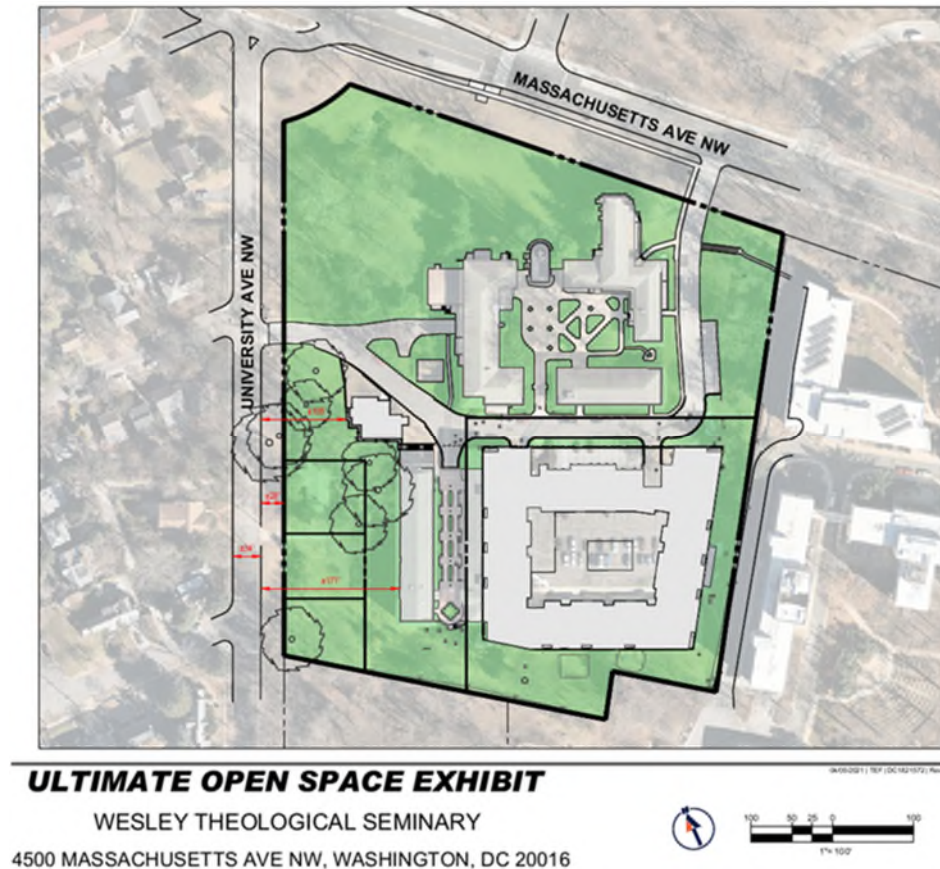 MASSACHUSETTS AVE NW
UNIVERSITY AVE NW
±171'
ULTIMATE OPEN SPACE EXHIBIT
WESLEY THEOLOGICAL SEMINARY
4500 MASSACHUSETTS AVE NW, WASHINGTON, DC 20016
100 50 25 0 100
1"= 100'